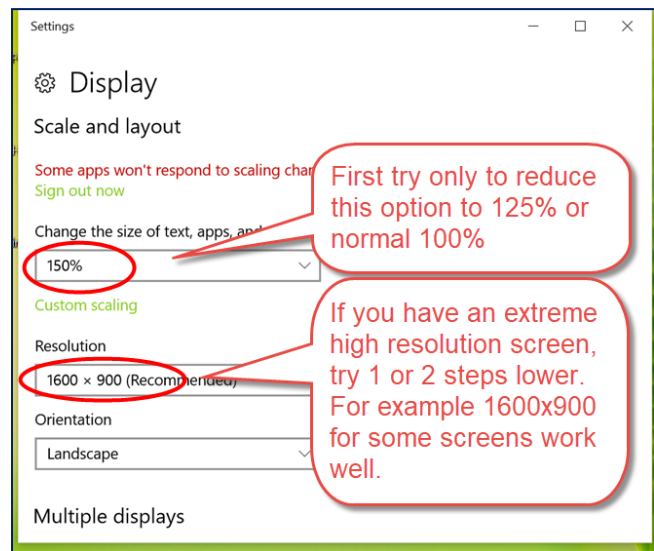 Settings
Display
Scale and layout
Some apps won't respond to scaling
Sign out now
First try only to reduce
this option to 125% or
normal 100%
Change the size of text, apps,
150%
Custom scaling
If you have an extreme
high resolution screen,
try 1 or 2 steps lower.
For example 1600x900
for some screens work
well.
Resolution
1600 × 900 (Recommended)
Orientation
Landscape
Multiple displays